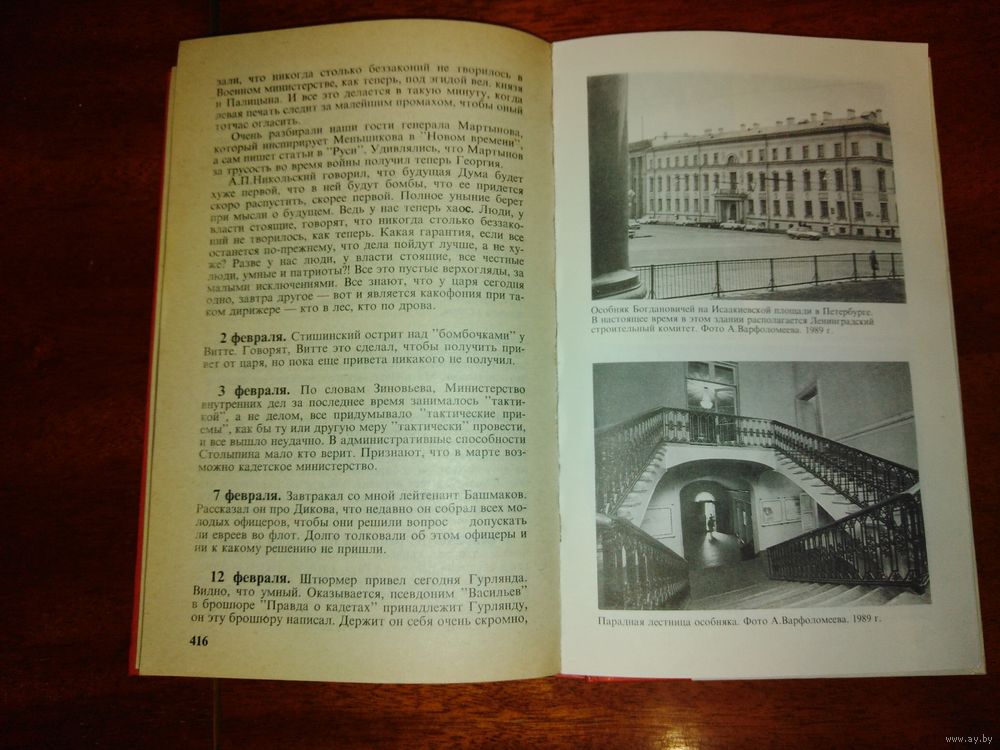 зали, что никогда столько беззаконий не творилось в
Военном министерстве, как теперь, под эгидой вел. князя
и Палицына. И все это делается в такую минуту, когда
левая печать следит за малейшим промахом, чтобы оный
тотчас огласить.
Очень разбирали наши гости генерала Мартынова,
который инспирирует Меньшикова в "Новом времени",
а сам пишет статьи в "Руси". Удивлялись, что Мартынов
за трусость во время войны получил теперь Георгия.
А.П.Никольский говорил, что будущая Дума будет
хуже первой, что в ней будут бомбы, что ее придется
скоро распустить, скорее первой. Полное уныние берет
при мысли о будущем. Ведь у нас теперь хаос. Люди, у
власти стоящие, говорят, что никогда столько беззако-
ний не творилось, как теперь. Какая гарантия, если все
останется по-прежнему, что дела пойдут лучше, а не ху-
же? Разве у нас люди, у власти стоящие, все честные
люди, умные и патриоты?! Все это пустые верхогляды, за
малыми исключениями. Все знают, что у царя сегодня
одно, завтра другое — вот и является какофония при та-
ком дирижере — кто в лес, кто по дрова.
2 февраля. Стишинский острит над "бомбочками" у
Витте. Говорят, Витте это сделал, чтобы получить при-
вет от царя, но пока еще привета никакого не получил.
3 февраля. По словам Зиновьева, Министерство
внутренних дел за последнее время занималось "такти-
кой", а не делом, все придумывало "тактические при-
емы", как бы ту или другую меру "тактически" провести,
и все вышло неудачно. В административные способности
Столыпина мало кто верит. Признают, что в марте воз-
можно кадетское министерство.
7 февраля. Завтракал со мной лейтенант Башмаков.
Рассказал он про Дикова, что недавно он собрал всех мо-
лодых офицеров, чтобы они решили вопрос допускать
ли евреев во флот. Долго толковали об этом офицеры и
ни к какому решению не пришли.
12 февраля. Штюрмер привел сегодня Гурлянда.
Видно, что умный. Оказывается, псевдоним "Васильев"
в брошюре "Правда о кадетах" принадлежит Гурлянду,
он эту брошюру написал. Держит он себя очень скромно,
416
Особняк Богдановичей на Исаакиевской площади в Петербурге.
В настоящее время в этом здании располагается Ленинградский
строительный комитет. Фото А.Варфоломеева. 1989 г.
Парадная лестница особняка. Фото А.Варфоломеева. 1989 г.
www.ay.by